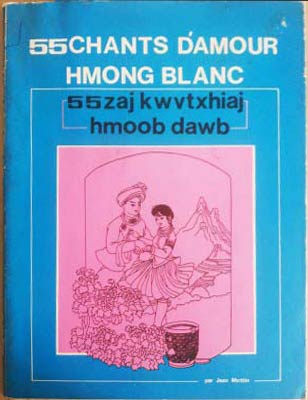 55CHANTS D'AMOUR
HMONG BLANC
55zaj kwvtxhiaj
hmoob dawb
par Jean Mottin